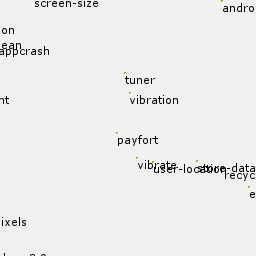 screen-size
andro
on
ean
appcrash
tuner
nt
vibration
payfort
vibrate
user-location
store-data
recyc
e
ixels